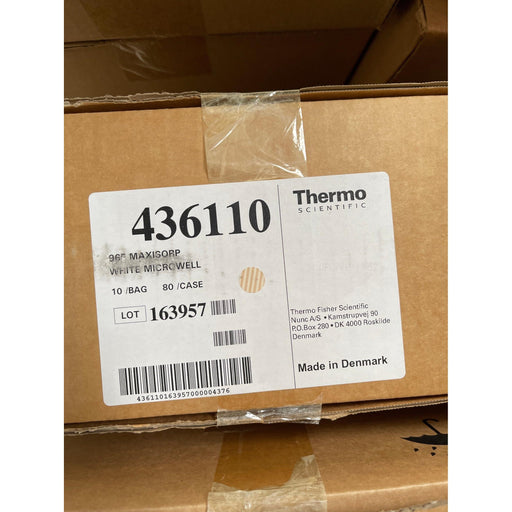 Thermo
SCIENTIFIC
436110
96F MAXISORP
WHITE MICROWELL
10 /BAG 80 /CASE
LOT 163957
436110163957000004376
Thermo Fisher Scientific
Nunc A/S • Kamstrupvej 90
P.O.Box 280 • DK 4000 Roskilde
Denmark
Made in Denmark